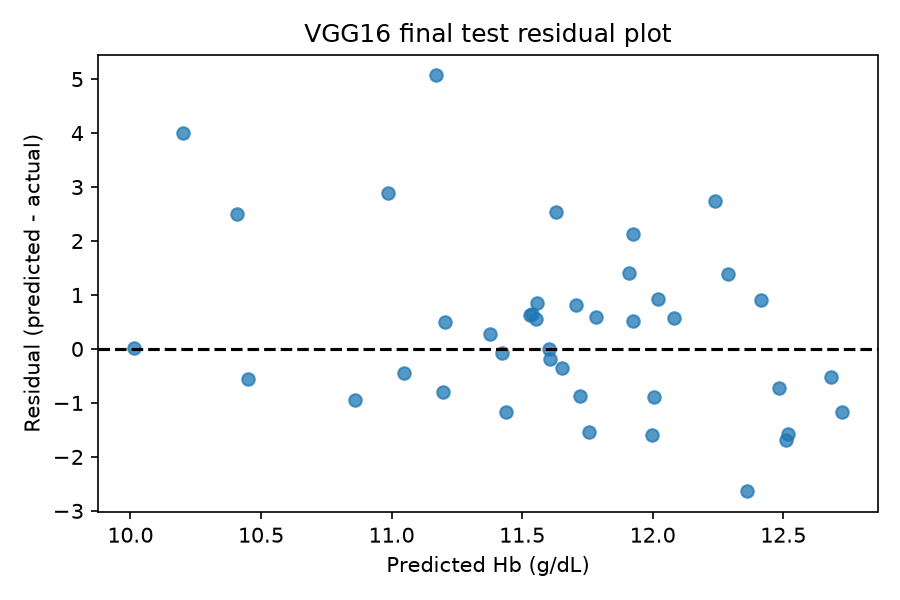 VGG16 final test residual plot
Residual (predicted - actual)
5
4
3
2
1
0
−1
−2
−3
10.0 10.5 11.0 11.5 12.0 12.5
Predicted Hb (g/dL)